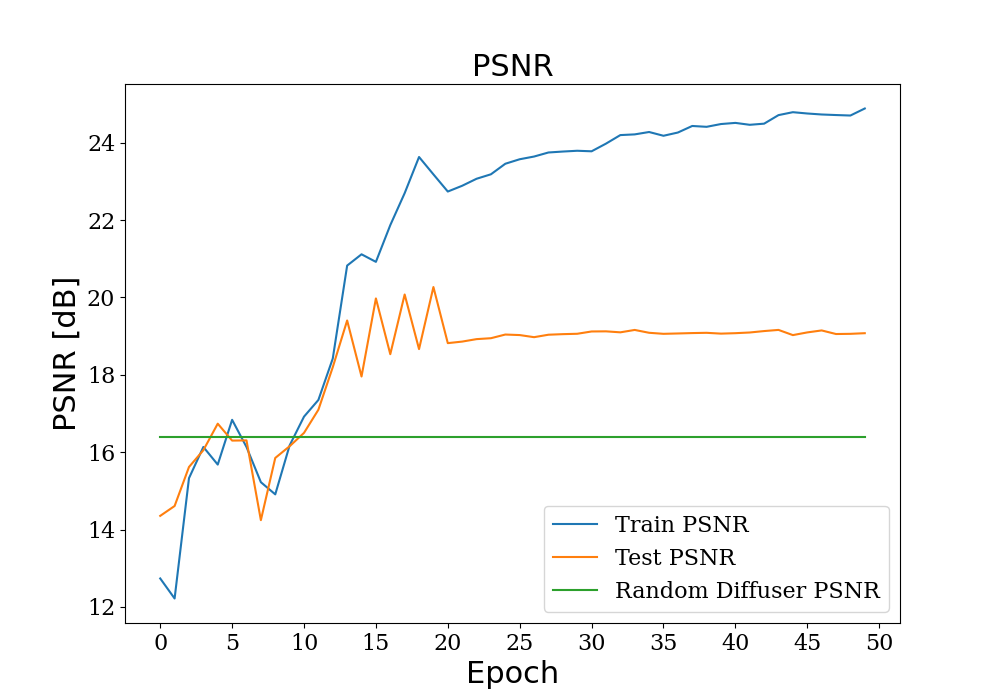 PSNR
PSNR [dB]
24
22
20
18
16
14
12
Train PSNR
Test PSNR
Random Diffuser PSNR
0 5 10 15 20 25 30 35 40 45 50
Epoch